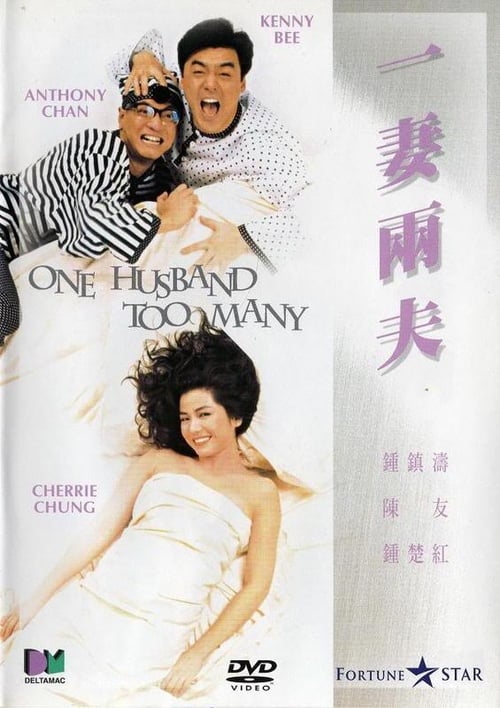 KENNY
BEE
ANTHONY
CHAN
ONE HUSBAND
TOO MANY
CHERRIE
CHUNG
一妻兩夫
鍾鎮濤
陳友
鍾楚紅
DM
DELTAMAC
DVD
VIDEO
FORTUNE STAR